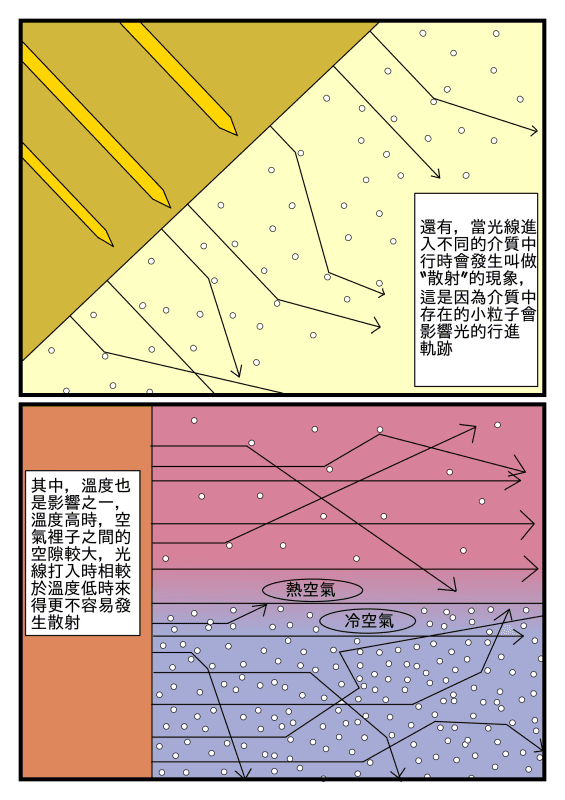 還有，當光線進
入不同的介質中
行時會發生叫做
“散射”的現象，
這是因為介質中
存在的小粒子會
影響光的行進
軌跡
其中，溫度也
是影響之一，
溫度高時，空
氣裡子之間的
空隙較大，光
線打入時相較
於溫度低時來
得更不容易發
生散射
熱空氣
冷空氣